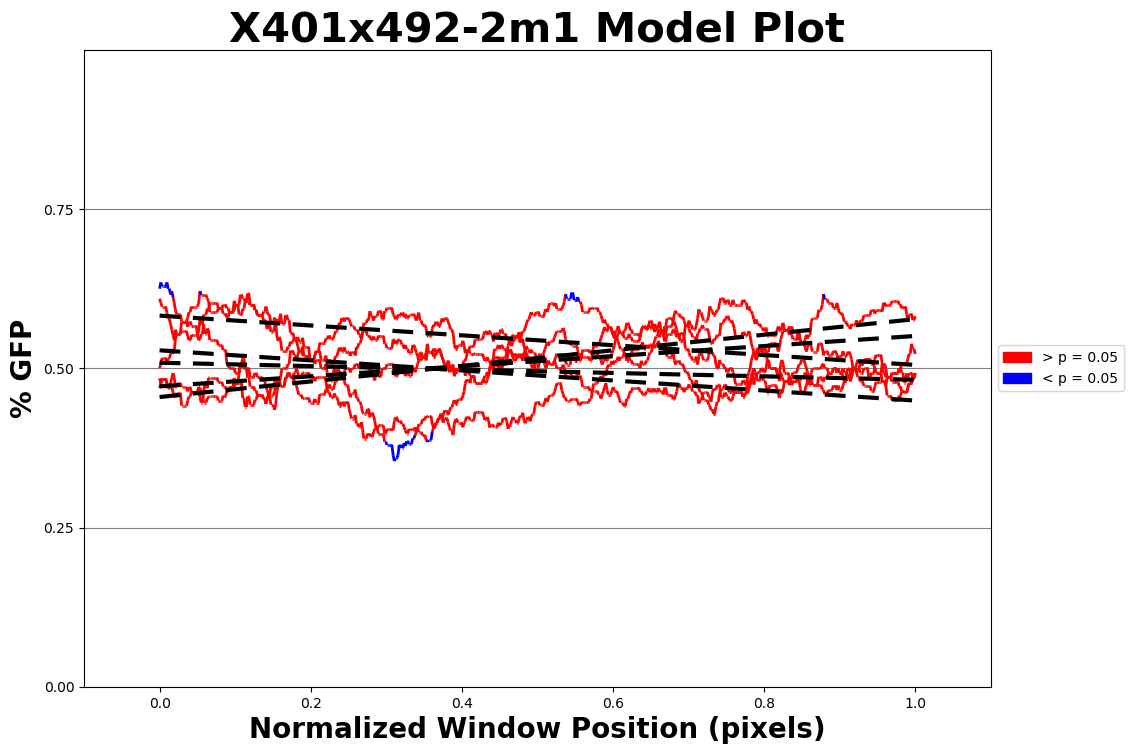 X401x492-2m1 Model Plot
% GFP
0.75
0.50
0.25
0.00
0.0 0.2 0.4 0.6 0.8 1.0
Normalized Window Position (pixels)
> p = 0.05
< p = 0.05